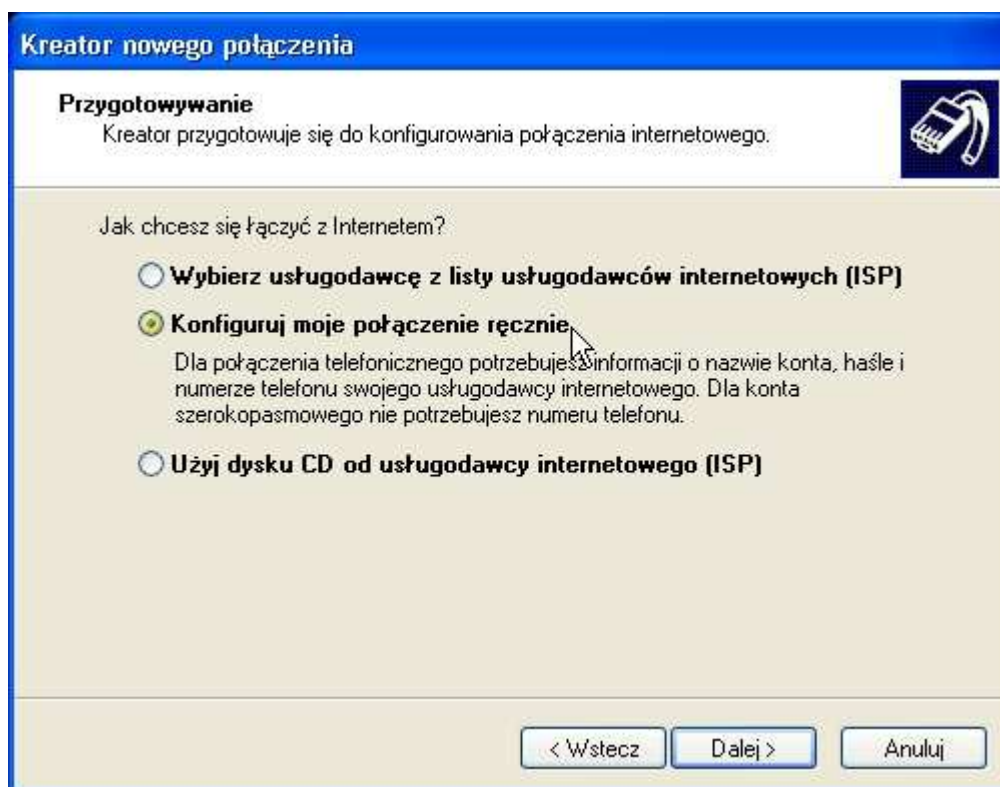 Kreator nowego połączenia
Przygotowywanie
Kreator przygotowuje się do konfigurowania połączenia internetowego.
Jak chcesz się łączyć z Internetem?
Wybierz usługodawcę z listy usługodawców internetowych (ISP)
Konfiguruj moje połączenie ręcznie
Dla połączenia telefonicznego potrzebujesz informacji o nazwie konta, haśle i
numerze telefonu swojego usługodawcy internetowego. Dla konta
szerokopasmowego nie potrzebujesz numeru telefonu.
Użyj dysku CD od usługodawcy internetowego (ISP)
< Wstecz
Dalej >
Anuluj